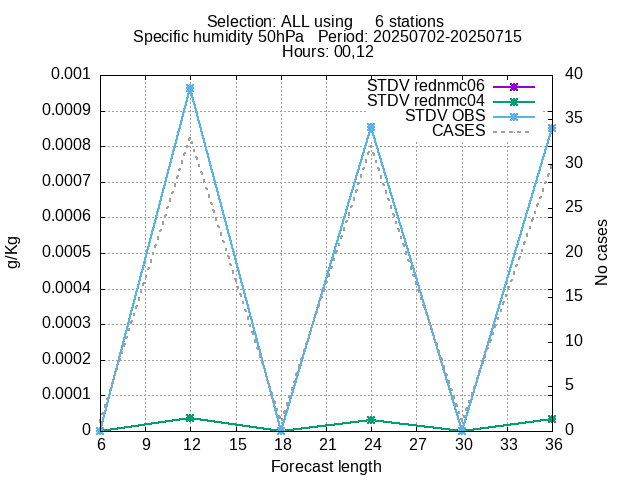 Selection: ALL using     6 stations
Specific humidity 50hPa   Period: 20250702-20250715
Hours: 00,12
STDV rednmc06
STDV rednmc04
STDV OBS
CASES
0.001
0.0009
0.0008
0.0007
0.0006
0.0005
0.0004
0.0003
0.0002
0.0001
0
g/Kg
40
35
30
25
20
15
10
5
0
No cases
6 9 12 15 18 21 24 27 30 33 36
Forecast length